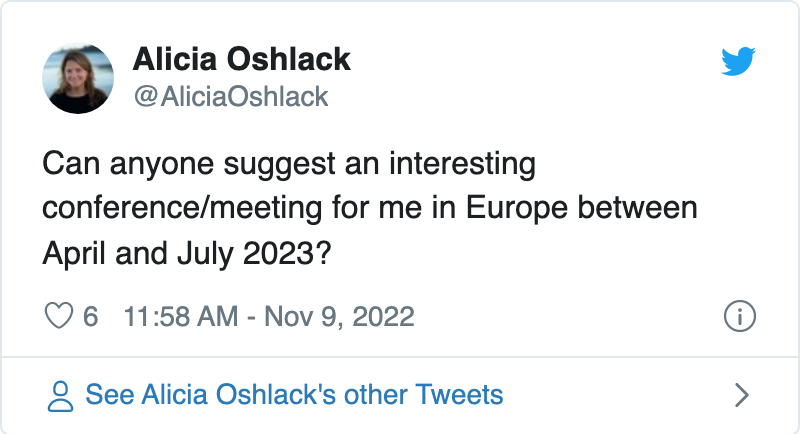 Alicia Oshlack
@AliciaOshlack
Can anyone suggest an interesting
conference/meeting for me in Europe between
April and July 2023?
6 11:58 AM - Nov 9, 2022
See Alicia Oshlack's other Tweets